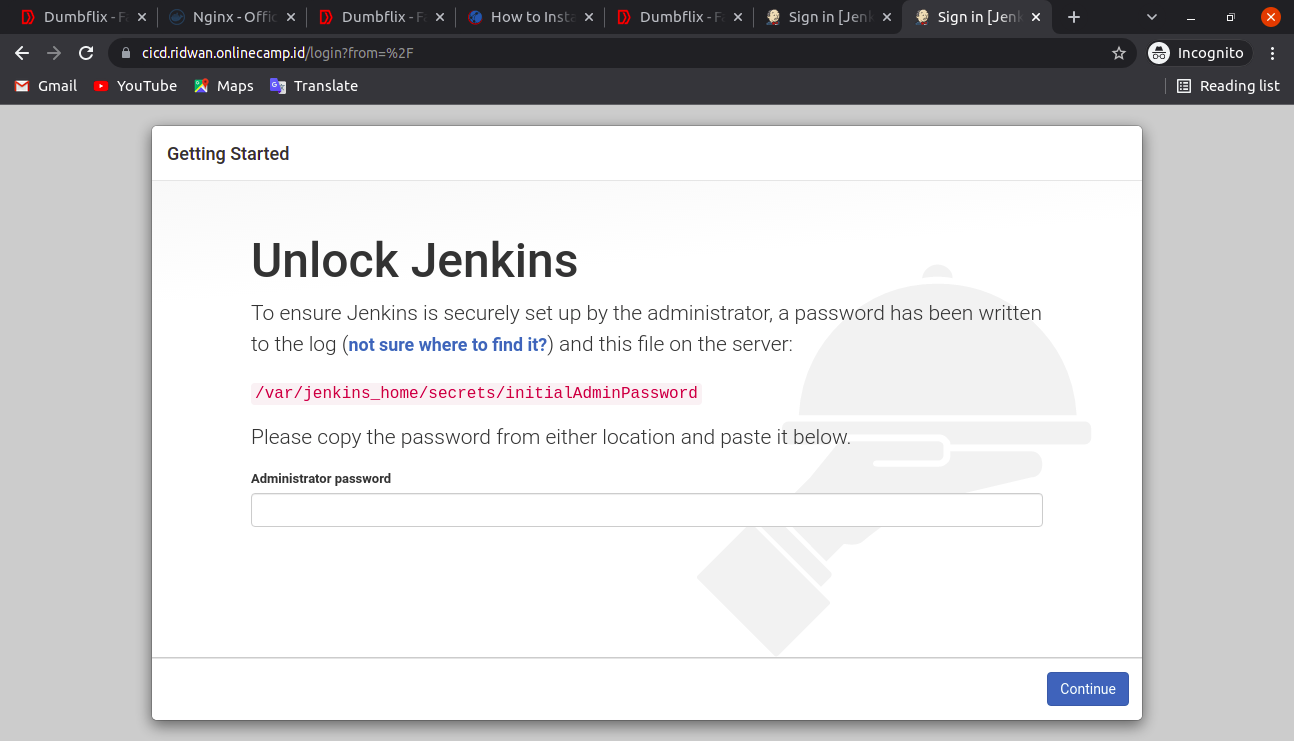 Dumbflix - Fa
Nginx - Offic
Dumbflix - Fa
How to Insta
Dumbflix - Fa
Sign in [Jenk
Sign in [Jenk
cicd.ridwan.onlinecamp.id/login?from=%2F
Incognito
Gmail
YouTube
Maps
Translate
Reading list
Getting Started
Unlock Jenkins
To ensure Jenkins is securely set up by the administrator, a password has been written
to the log (not sure where to find it?) and this file on the server:
/var/jenkins_home/secrets/initialAdminPassword
Please copy the password from either location and paste it below.
Administrator password
Continue